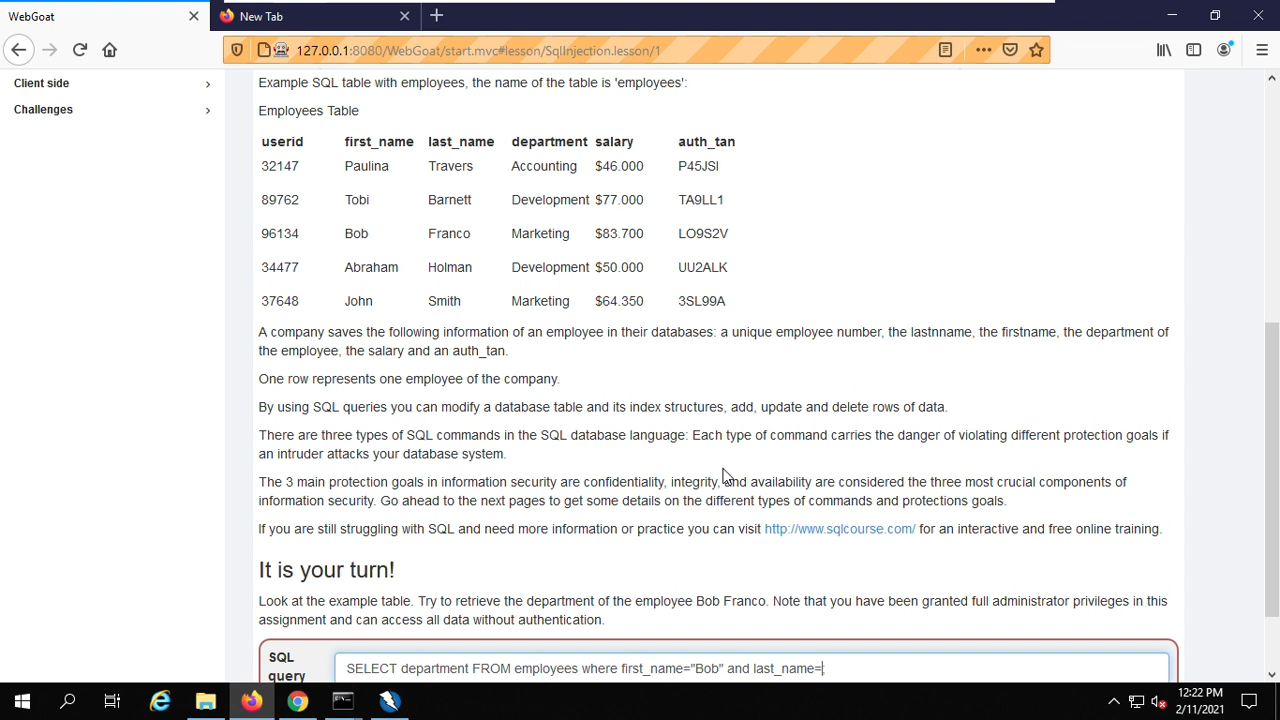 WebGoat
New Tab
127.0.0.1:8080/WebGoat/start.mvc#lesson/SqlInjection.lesson/1
Client side
Challenges
Example SQL table with employees, the name of the table is 'employees':
Employees Table
userid first_name last_name department salary auth_tan
32147 Paulina Travers Accounting $46.000 P45JSI
89762 Tobi Barnett Development $77.000 TA9LL1
96134 Bob Franco Marketing $83.700 LO9S2V
34477 Abraham Holman Development $50.000 UU2ALK
37648 John Smith Marketing $64.350 3SL99A
A company saves the following information of an employee in their databases: a unique employee number, the lastnname, the firstname, the department of
the employee, the salary and an auth_tan.
One row represents one employee of the company.
By using SQL queries you can modify a database table and its index structures, add, update and delete rows of data.
There are three types of SQL commands in the SQL database language: Each type of command carries the danger of violating different protection goals if
an intruder attacks your database system.
The 3 main protection goals in information security are confidentiality, integrity, and availability are considered the three most crucial components of
information security. Go ahead to the next pages to get some details on the different types of commands and protections goals.
If you are still struggling with SQL and need more information or practice you can visit http://www.sqlcourse.com/ for an interactive and free online training.
It is your turn!
Look at the example table. Try to retrieve the department of the employee Bob Franco. Note that you have been granted full administrator privileges in this
assignment and can access all data without authentication.
SQL
query
SELECT department FROM employees where first_name="Bob" and last_name=
12:22 PM
2/11/2021